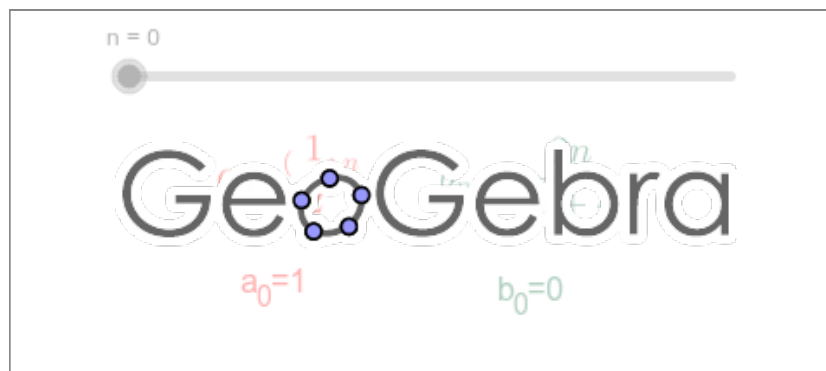 n = 0
GeoGebra
a₀=1
b₀=0